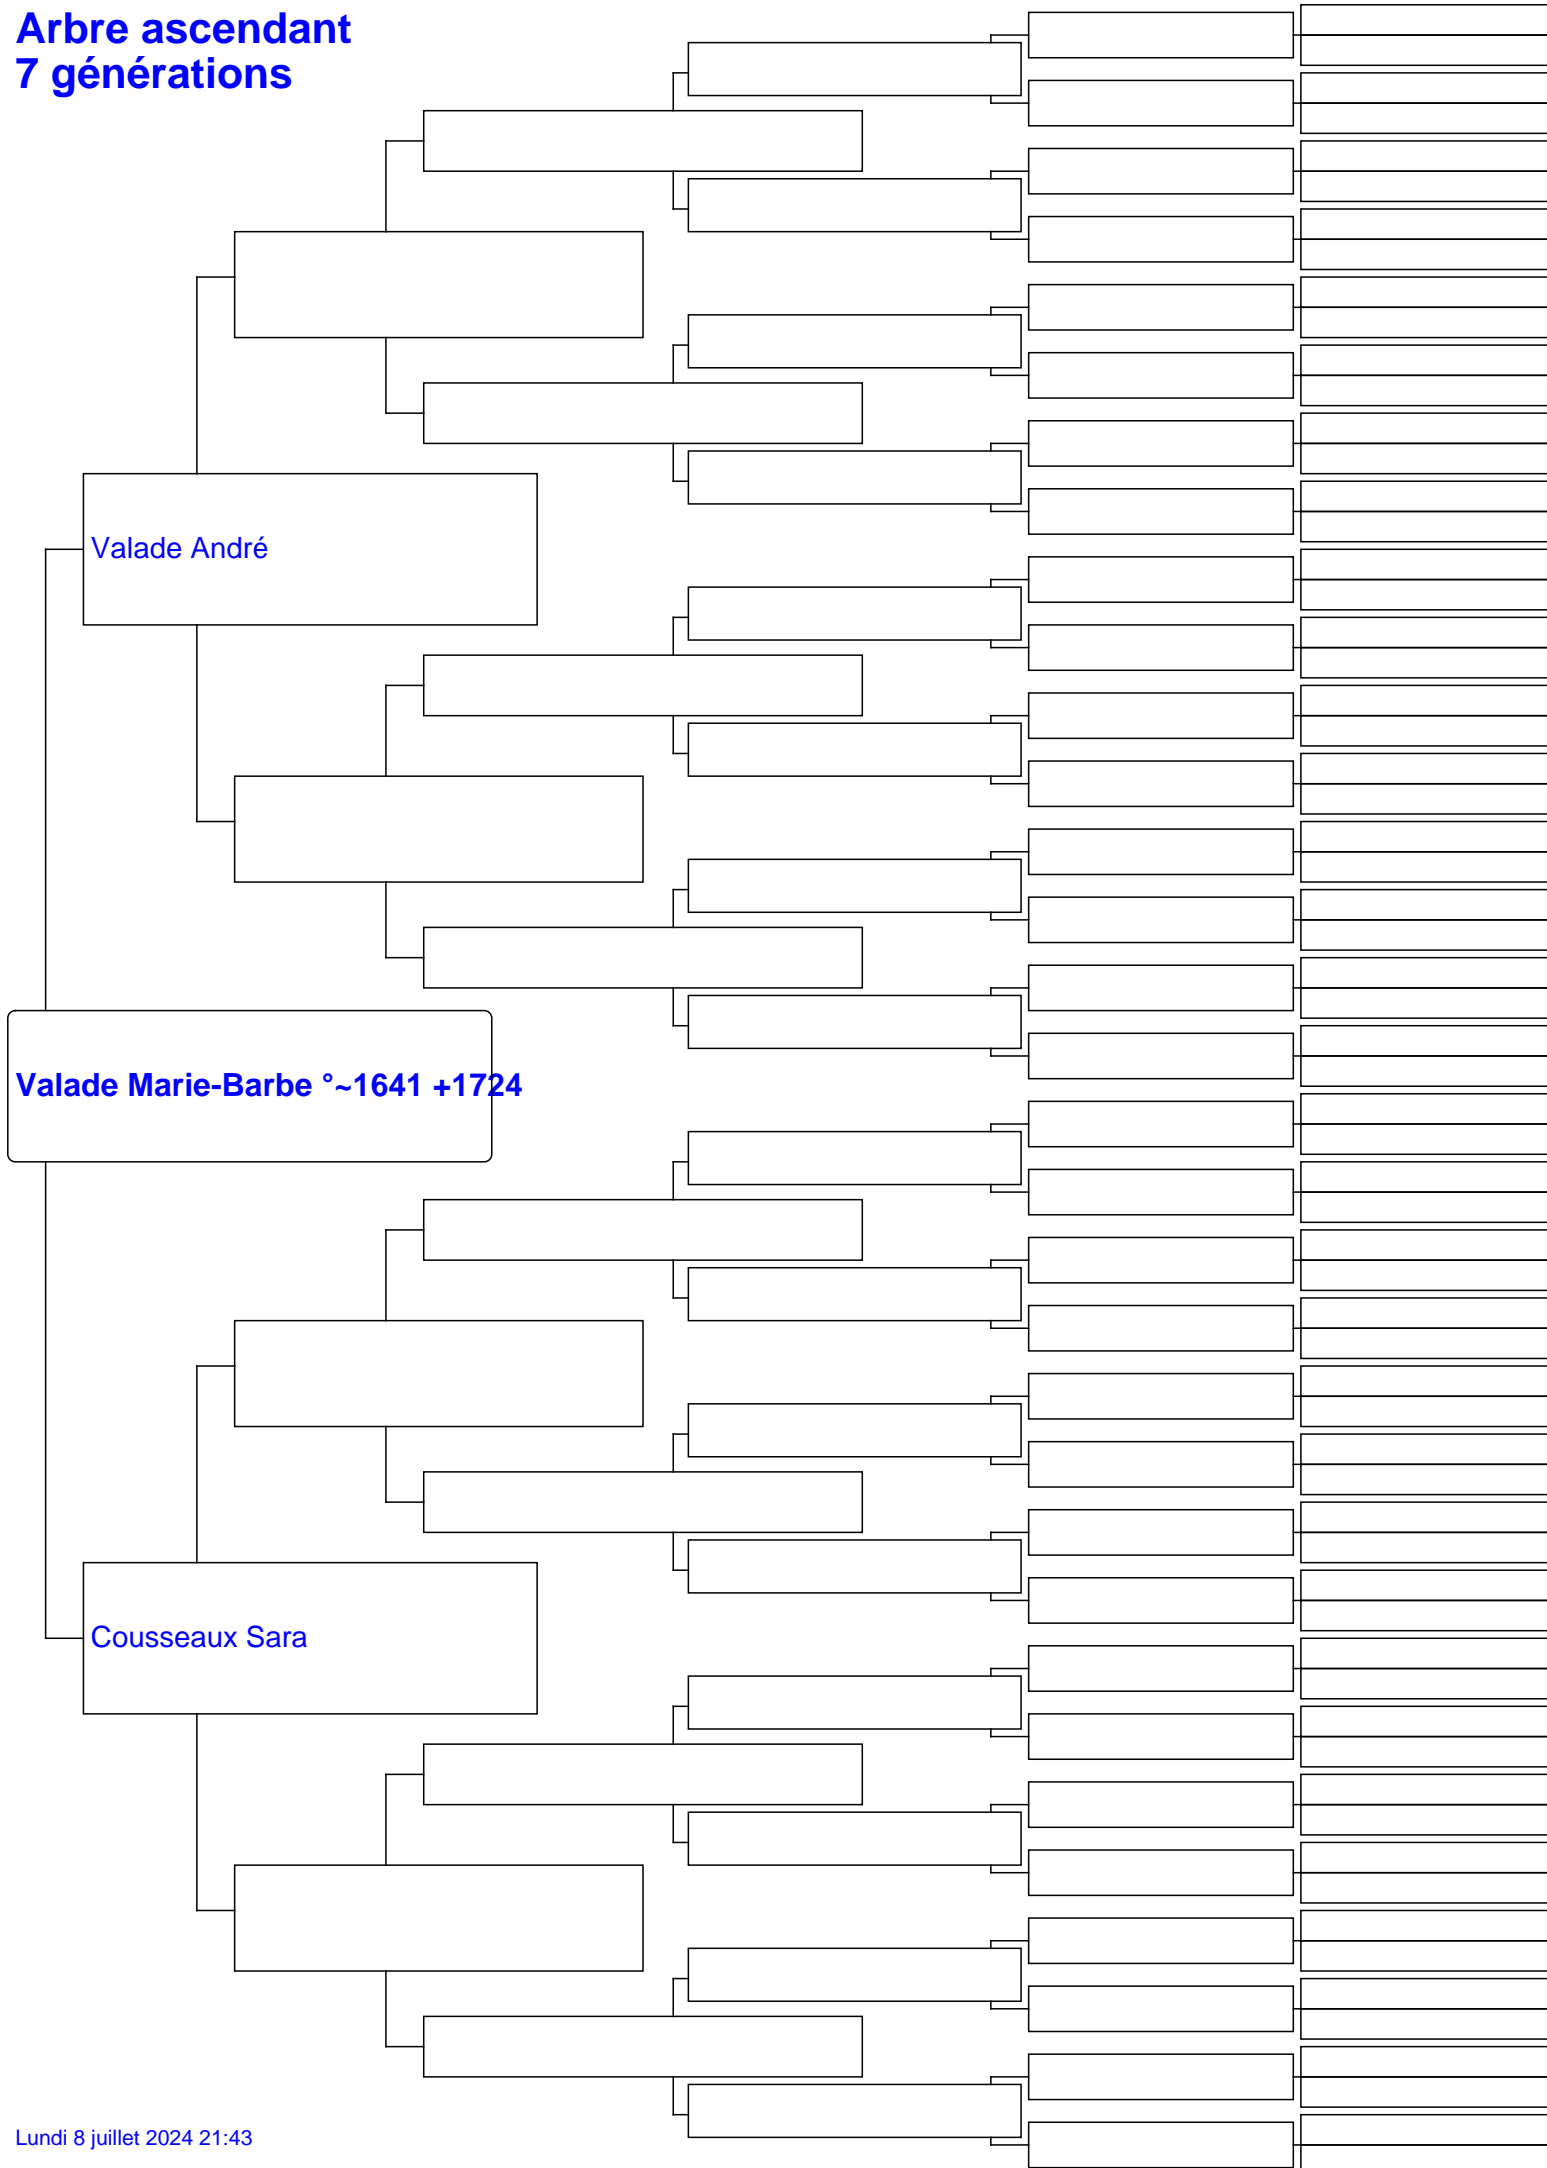 Arbre ascendant
7 générations
Valade André
Valade Marie-Barbe °~1641 +1724
Cousseaux Sara
Lundi 8 juillet 2024 21:43